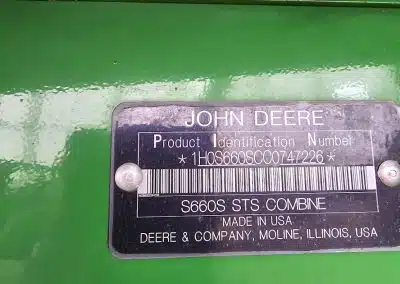 JOHN DEERE
Product Identification Number
*1H0S660SCC0747226*
S660S STS COMBINE
MADE IN USA
DEERE & COMPANY, MOLINE, ILLINOIS, USA